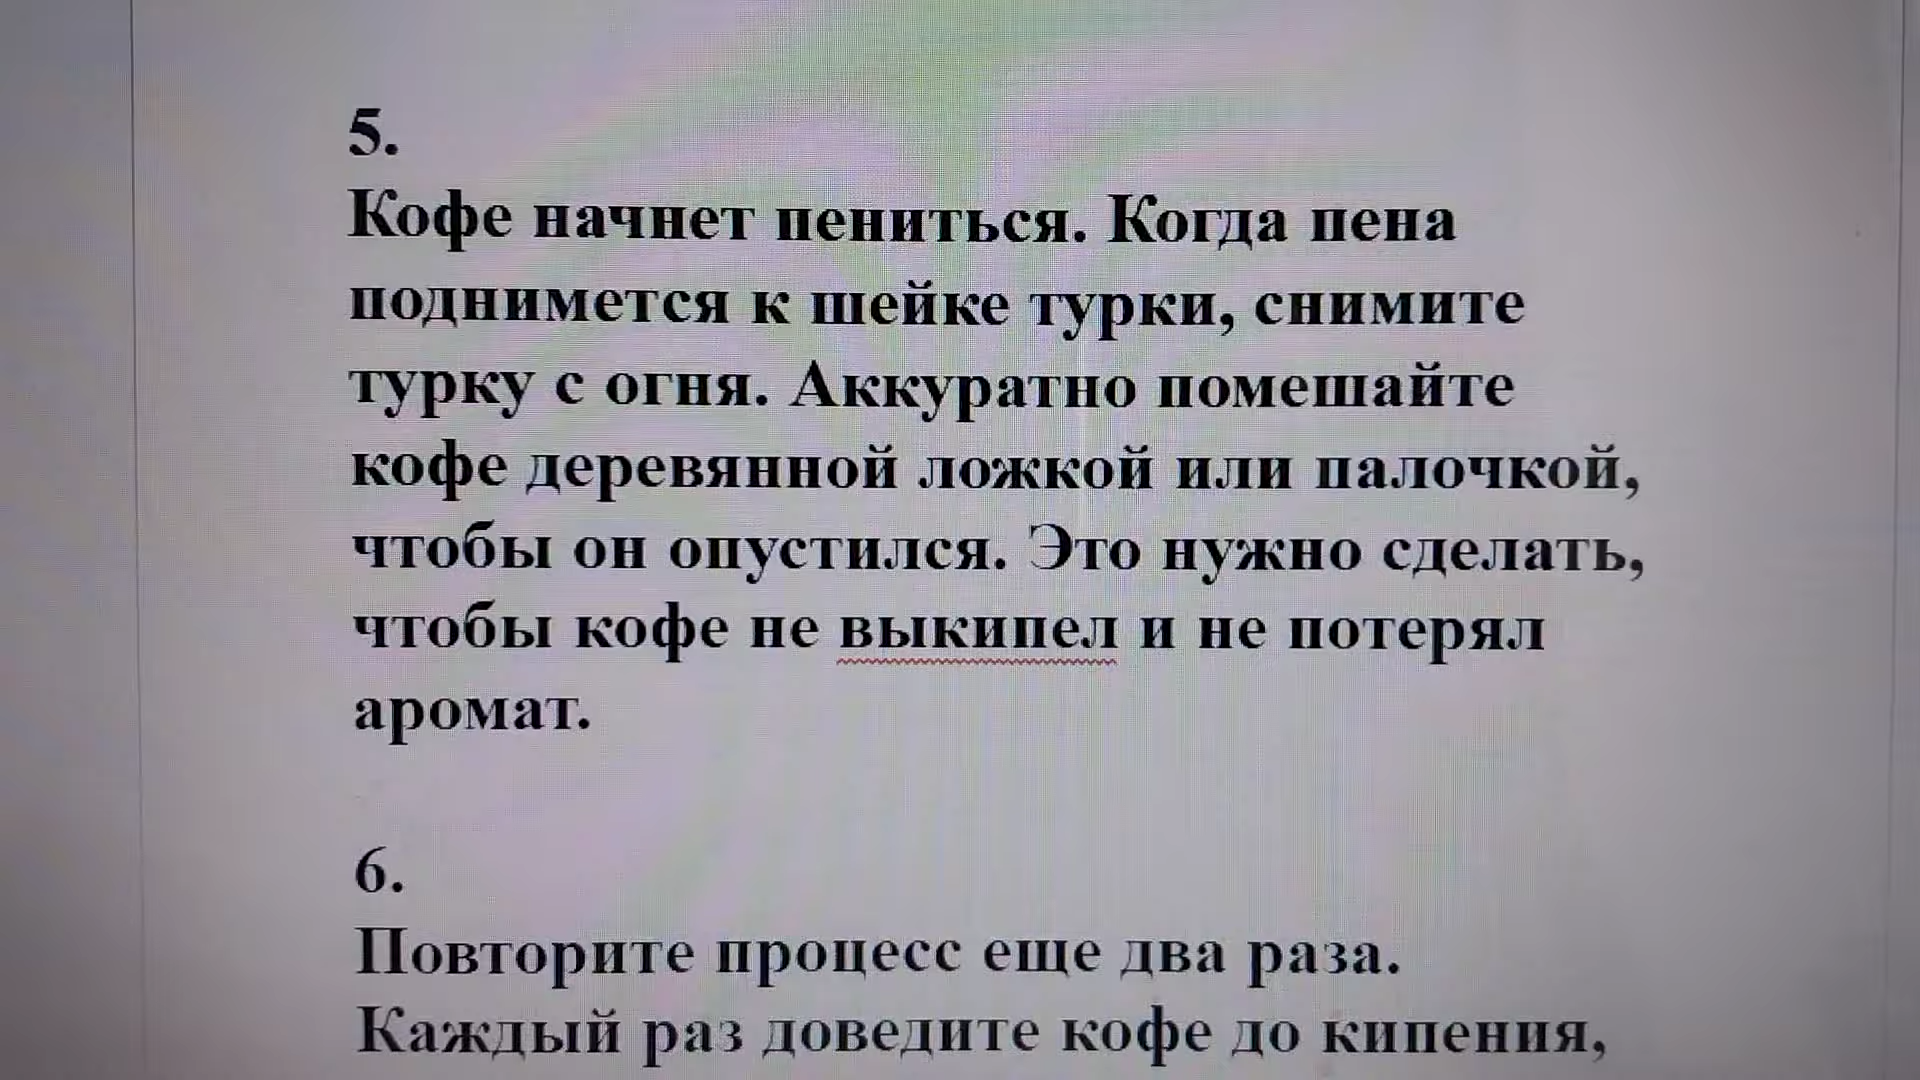 5.
Кофе начнет пениться. Когда пена
поднимется к шейке турки, снимите
турку с огня. Аккуратно помешайте
кофе деревянной ложкой или палочкой,
чтобы он опустился. Это нужно сделать,
чтобы кофе не выкипел и не потерял
аромат.
6.
Повторите процесс еще два раза.
Каждый раз доведите кофе до кипения,